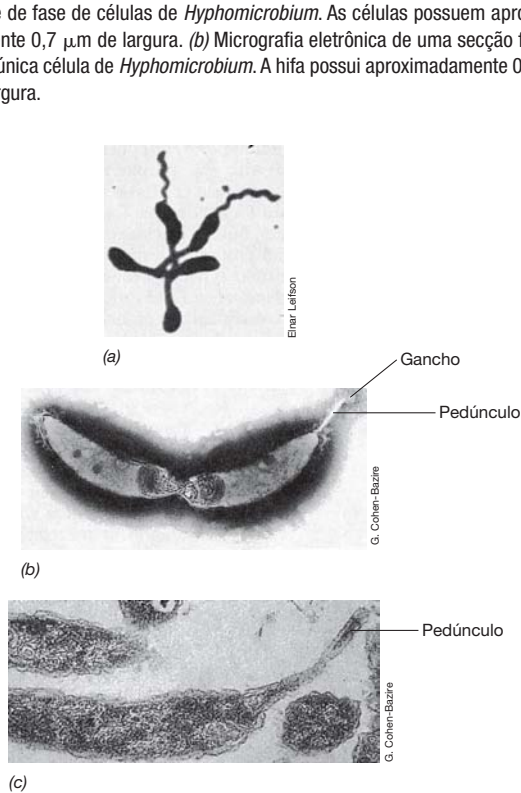 e de fase de células de Hyphomicrobium. As células possuem apro
nte 0,7 μm de largura. (b) Micrografia eletrônica de uma secção f
única célula de Hyphomicrobium. A hifa possui aproximadamente 0
rgura.
Einar Leifson
(a)
Gancho
Pedúnculo
G. Cohen-Bazire
(b)
Pedúnculo
G. Cohen-Bazire
(c)